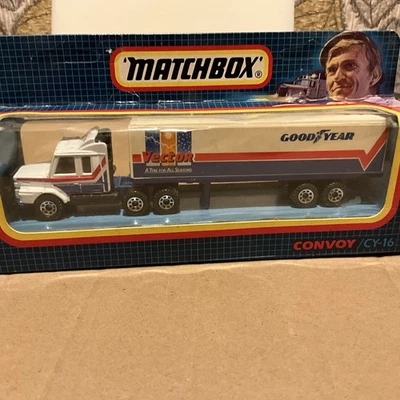 'MATCHBOX'®
GOODYEAR
Vector
A TIRE FOR ALL SEASONS
CONVOY CY-16